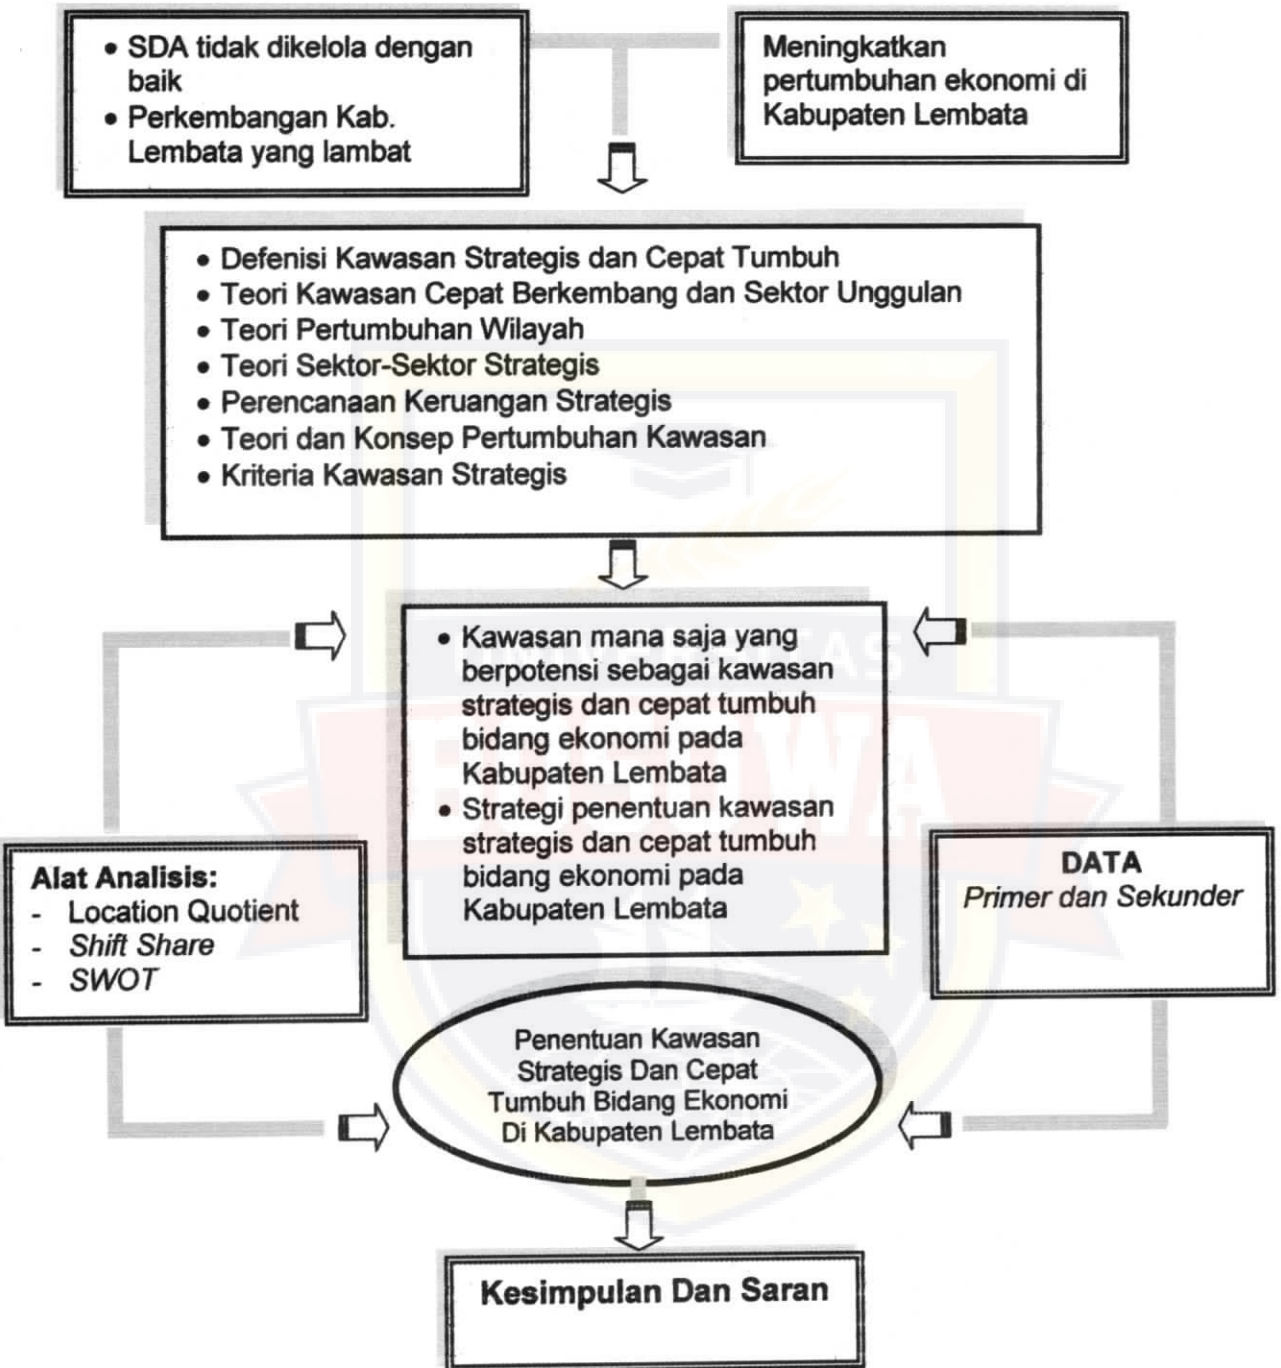 • SDA tidak dikelola dengan
baik
• Perkembangan Kab.
Lembata yang lambat
Meningkatkan
pertumbuhan ekonomi di
Kabupaten Lembata
• Defenisi Kawasan Strategis dan Cepat Tumbuh
• Teori Kawasan Cepat Berkembang dan Sektor Unggulan
• Teori Pertumbuhan Wilayah
• Teori Sektor-Sektor Strategis
• Perencanaan Keruangan Strategis
• Teori dan Konsep Pertumbuhan Kawasan
• Kriteria Kawasan Strategis
• Kawasan mana saja yang
berpotensi sebagai kawasan
strategis dan cepat tumbuh
bidang ekonomi pada
Kabupaten Lembata
• Strategi penentuan kawasan
strategis dan cepat tumbuh
bidang ekonomi pada
Kabupaten Lembata
Alat Analisis:
- Location Quotient
- Shift Share
- SWOT
DATA
Primer dan Sekunder
Penentuan Kawasan
Strategis Dan Cepat
Tumbuh Bidang Ekonomi
Di Kabupaten Lembata
Kesimpulan Dan Saran
UNIVERSITAS
BOSOWA